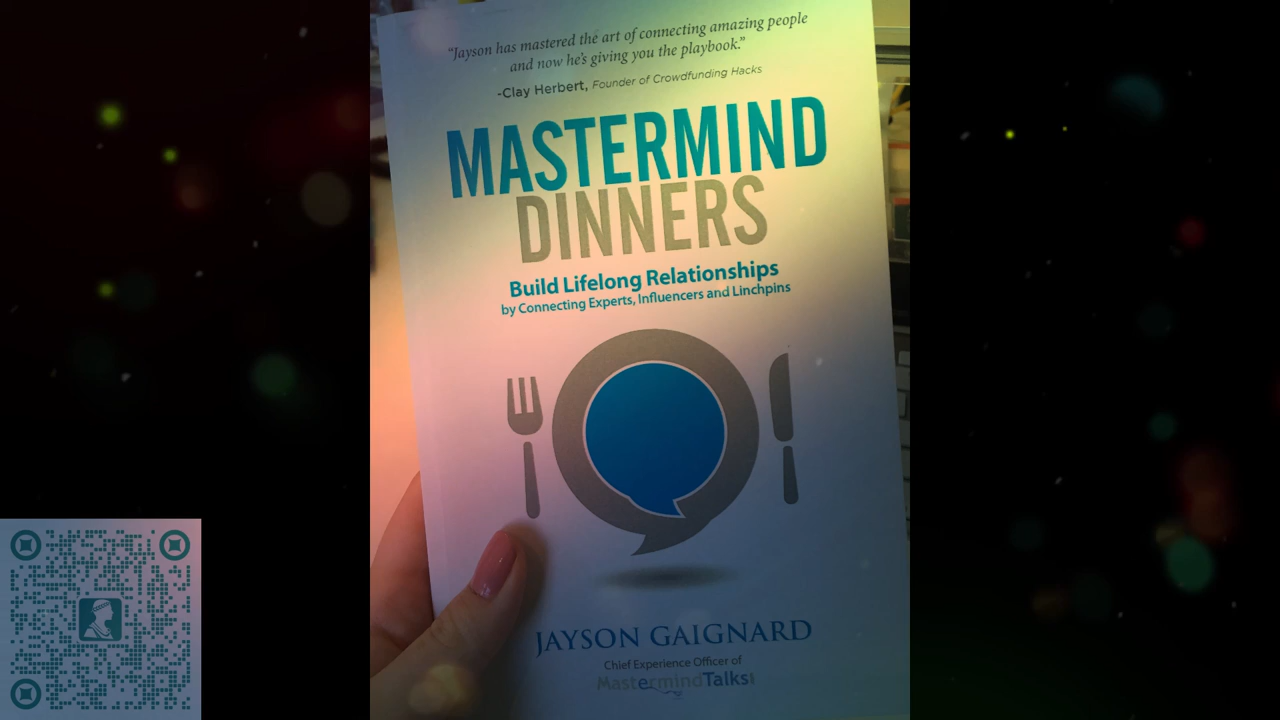 “Jayson has mastered the art of connecting amazing people
and now he’s giving you the playbook.”
-Clay Herbert, Founder of Crowdfunding Hacks
MASTERMIND
DINNERS
Build Lifelong Relationships
by Connecting Experts, Influencers and Linchpins
JAYSON GAIGNARD
Chief Experience Officer of
MastermindTalks!